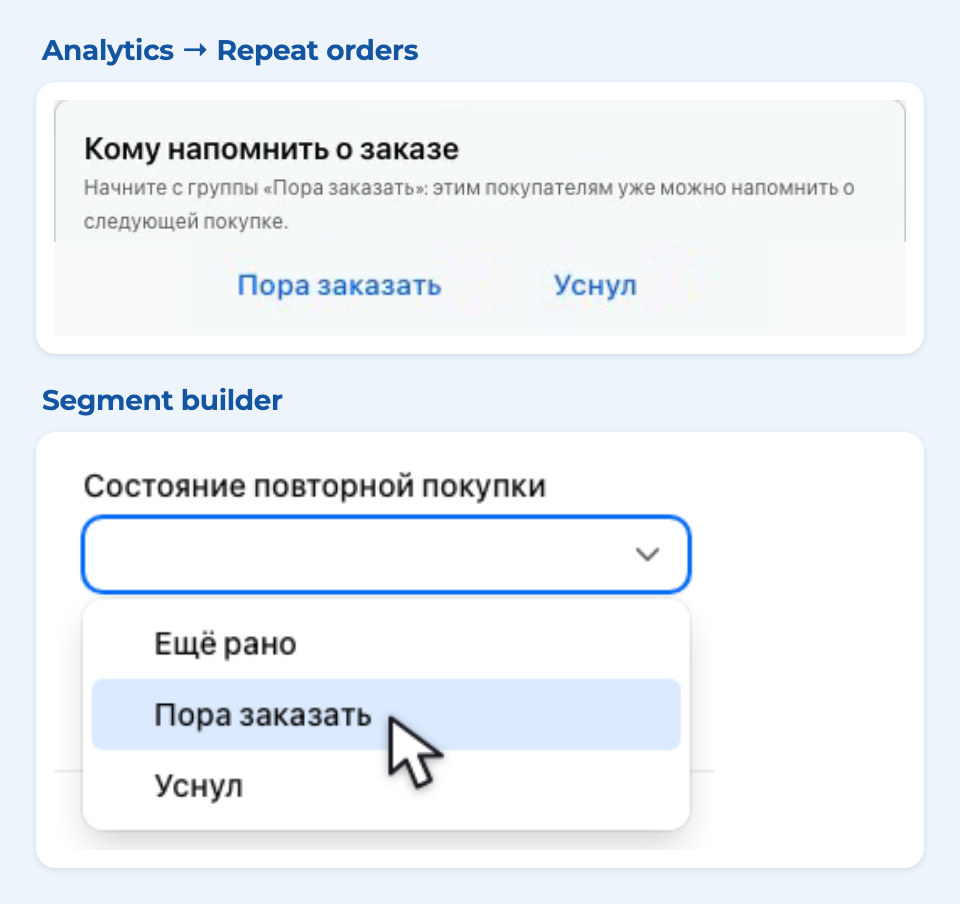 Analytics → Repeat orders
Кому напомнить о заказе
Начните с группы «Пора заказать»: этим покупателям уже можно напомнить о
следующей покупке.
Пора заказать Уснул
Segment builder
Состояние повторной покупки
Ещё рано
Пора заказать
Уснул